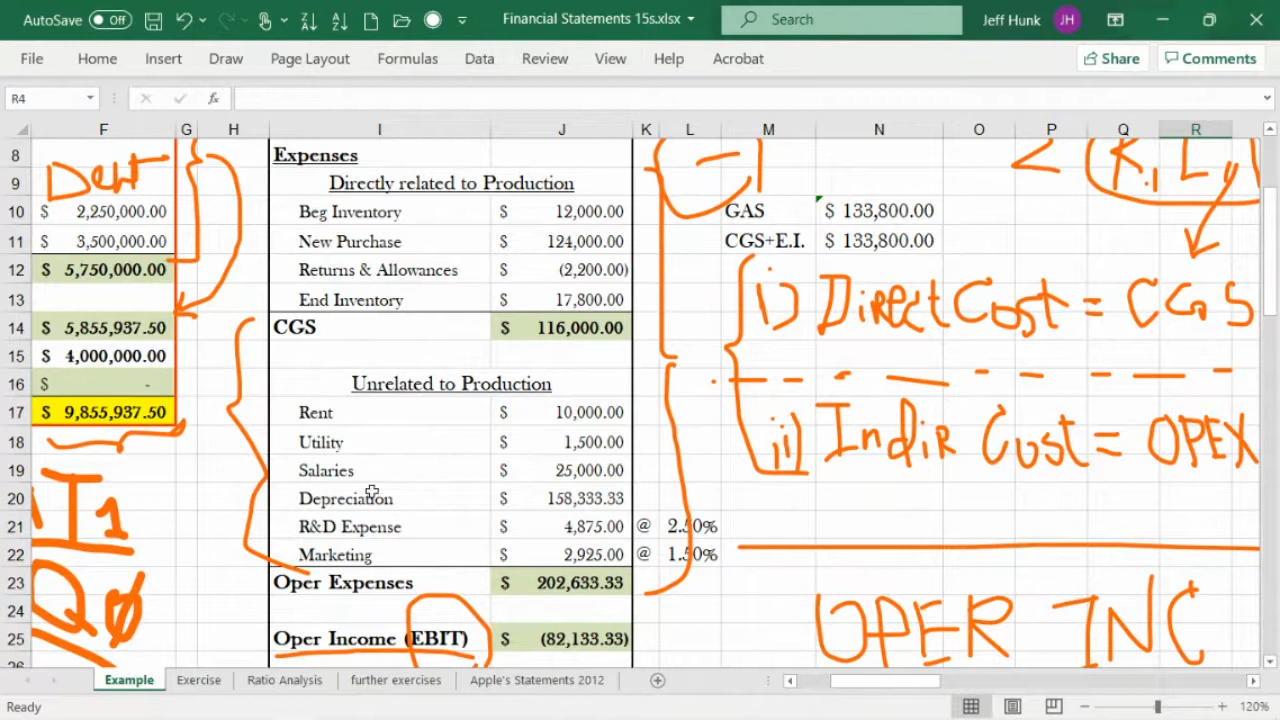 AutoSave Off Financial Statements 15s.xlsx Search Jeff Hunk JH
File Home Insert Draw Page Layout Formulas Data Review View Help Acrobat Share Comments
R4 fx
F G H I J K L M N O P Q R
8 Expenses
9 Debt Directly related to Production
10 $ 2,250,000.00 Beg Inventory $ 12,000.00 GAS $ 133,800.00
11 $ 3,500,000.00 New Purchase $ 124,000.00 CGS+E.I. $ 133,800.00
12 $ 5,750,000.00 Returns & Allowances $ (2,200.00)
13 End Inventory $ 17,800.00
i) Direct Cost = CGS
14 $ 5,855,937.50 CGS $ 116,000.00
15 $ 4,000,000.00
16 $ - Unrelated to Production
17 $ 9,855,937.50 Rent $ 10,000.00
18 Utility $ 1,500.00
ii) Indir Cost = OPEX
19 Salaries $ 25,000.00
20 Depreciation $ 158,333.33
21 R&D Expense $ 4,875.00 @ 2.50%
22 Marketing $ 2,925.00 @ 1.50%
23 Oper Expenses $ 202,633.33
24
OPER INC
25 Oper Income (EBIT) $ (82,133.33)
Example Exercise Ratio Analysis further exercises Apple's Statements 2012
Ready 120%